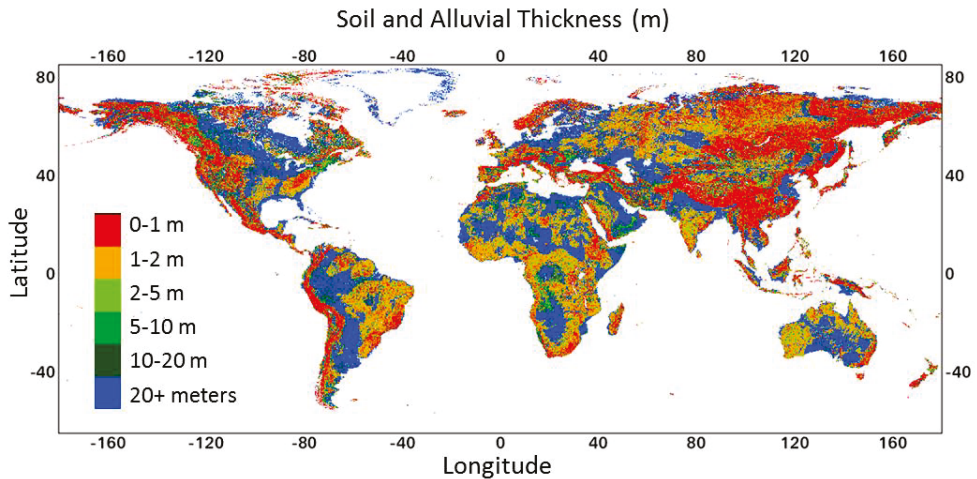 Soil and Alluvial Thickness (m)
-160 -120 -80 -40 0 40 80 120 160
80 80
40 40
0 0
-40 -40
Latitude
0-1 m
1-2 m
2-5 m
5-10 m
10-20 m
20+ meters
-160 -120 -80 -40 0 40 80 120 160
Longitude